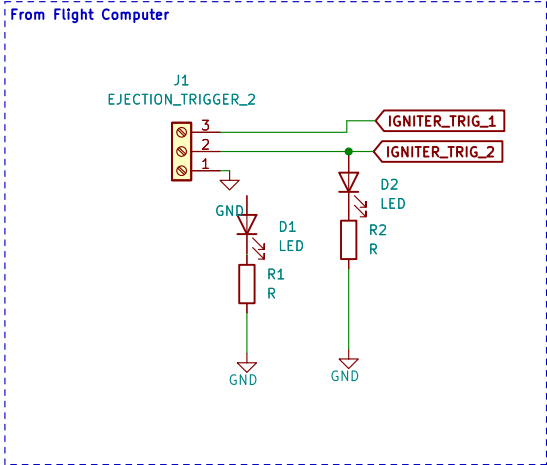 From Flight Computer
J1
EJECTION_TRIGGER_2
3
IGNITER_TRIG_1
2
IGNITER_TRIG_2
1
D2
LED
GND
D1
LED
R2
R
R1
R
GND
GND